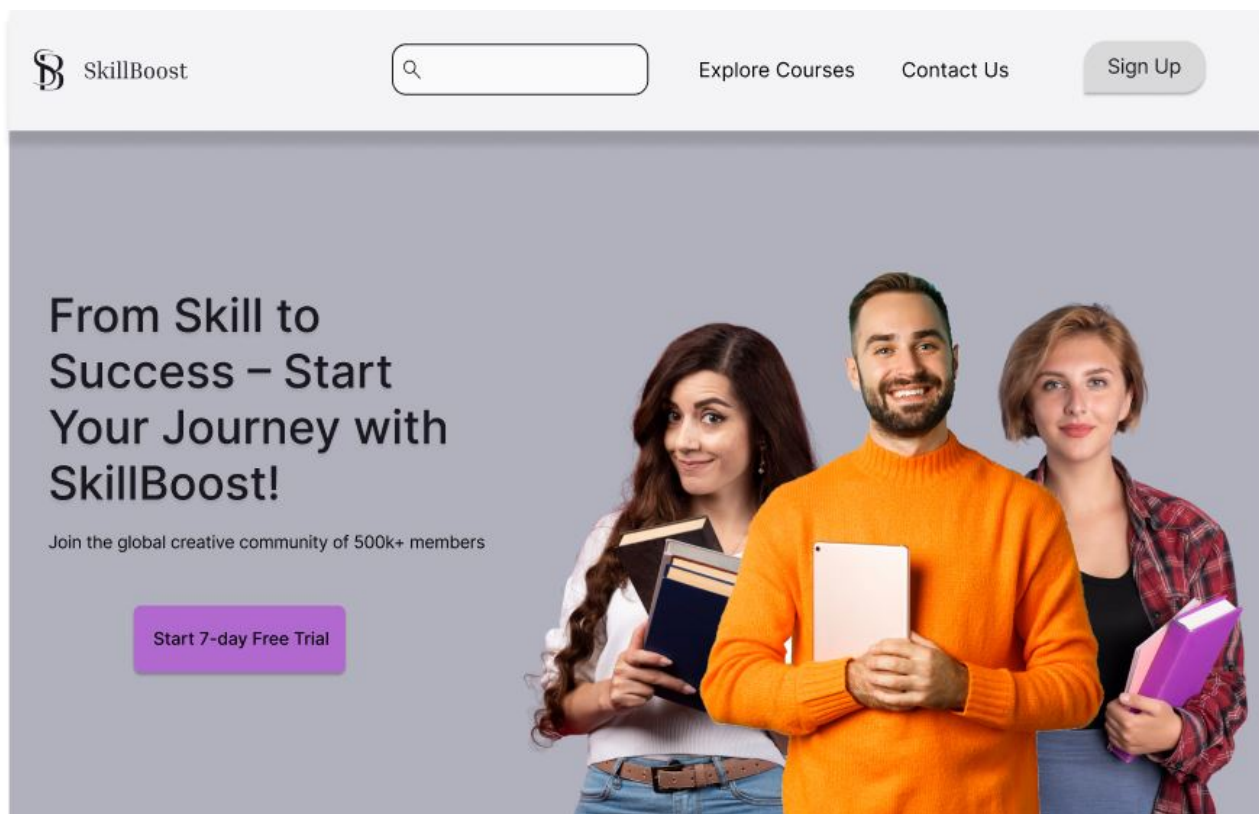 SkillBoost
Explore Courses
Contact Us
Sign Up
From Skill to
Success – Start
Your Journey with
SkillBoost!
Join the global creative community of 500k+ members
Start 7-day Free Trial